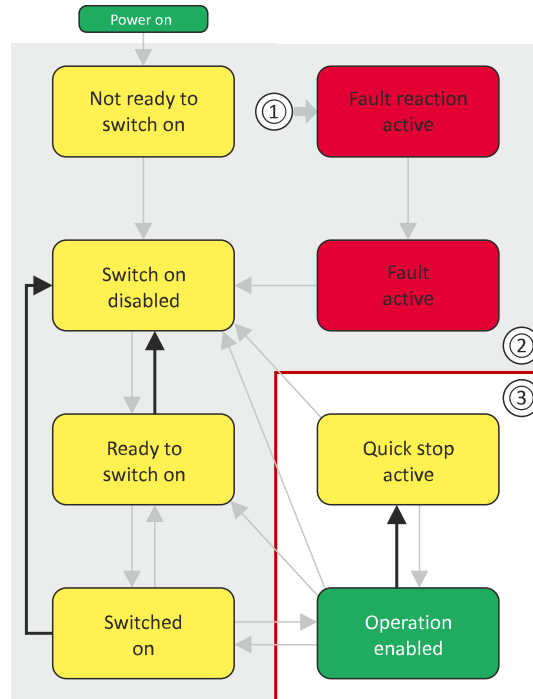 Power on
Not ready to
switch on
①
Fault reaction
active
Switch on
disabled
Fault
active
②
③
Ready to
switch on
Quick stop
active
Switched
on
Operation
enabled